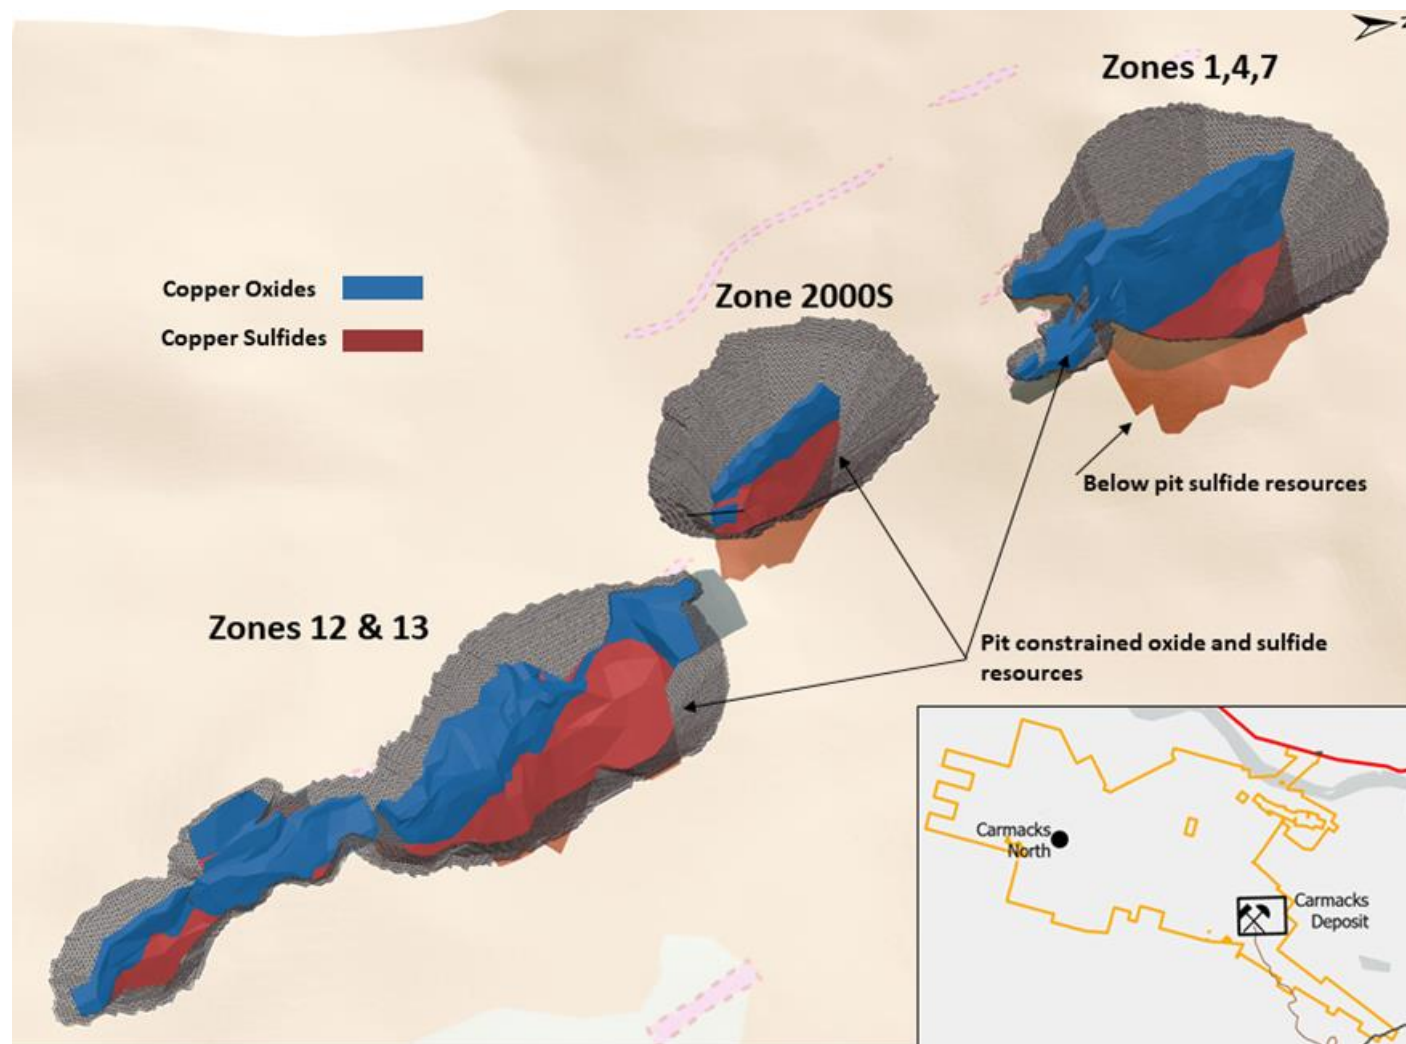 Zones 1,4,7
Copper Oxides
Zone 2000S
Copper Sulfides
Below pit sulfide resources
Zones 12 & 13
Pit constrained oxide and sulfide
resources
Carmacks
North
Carmacks
Deposit